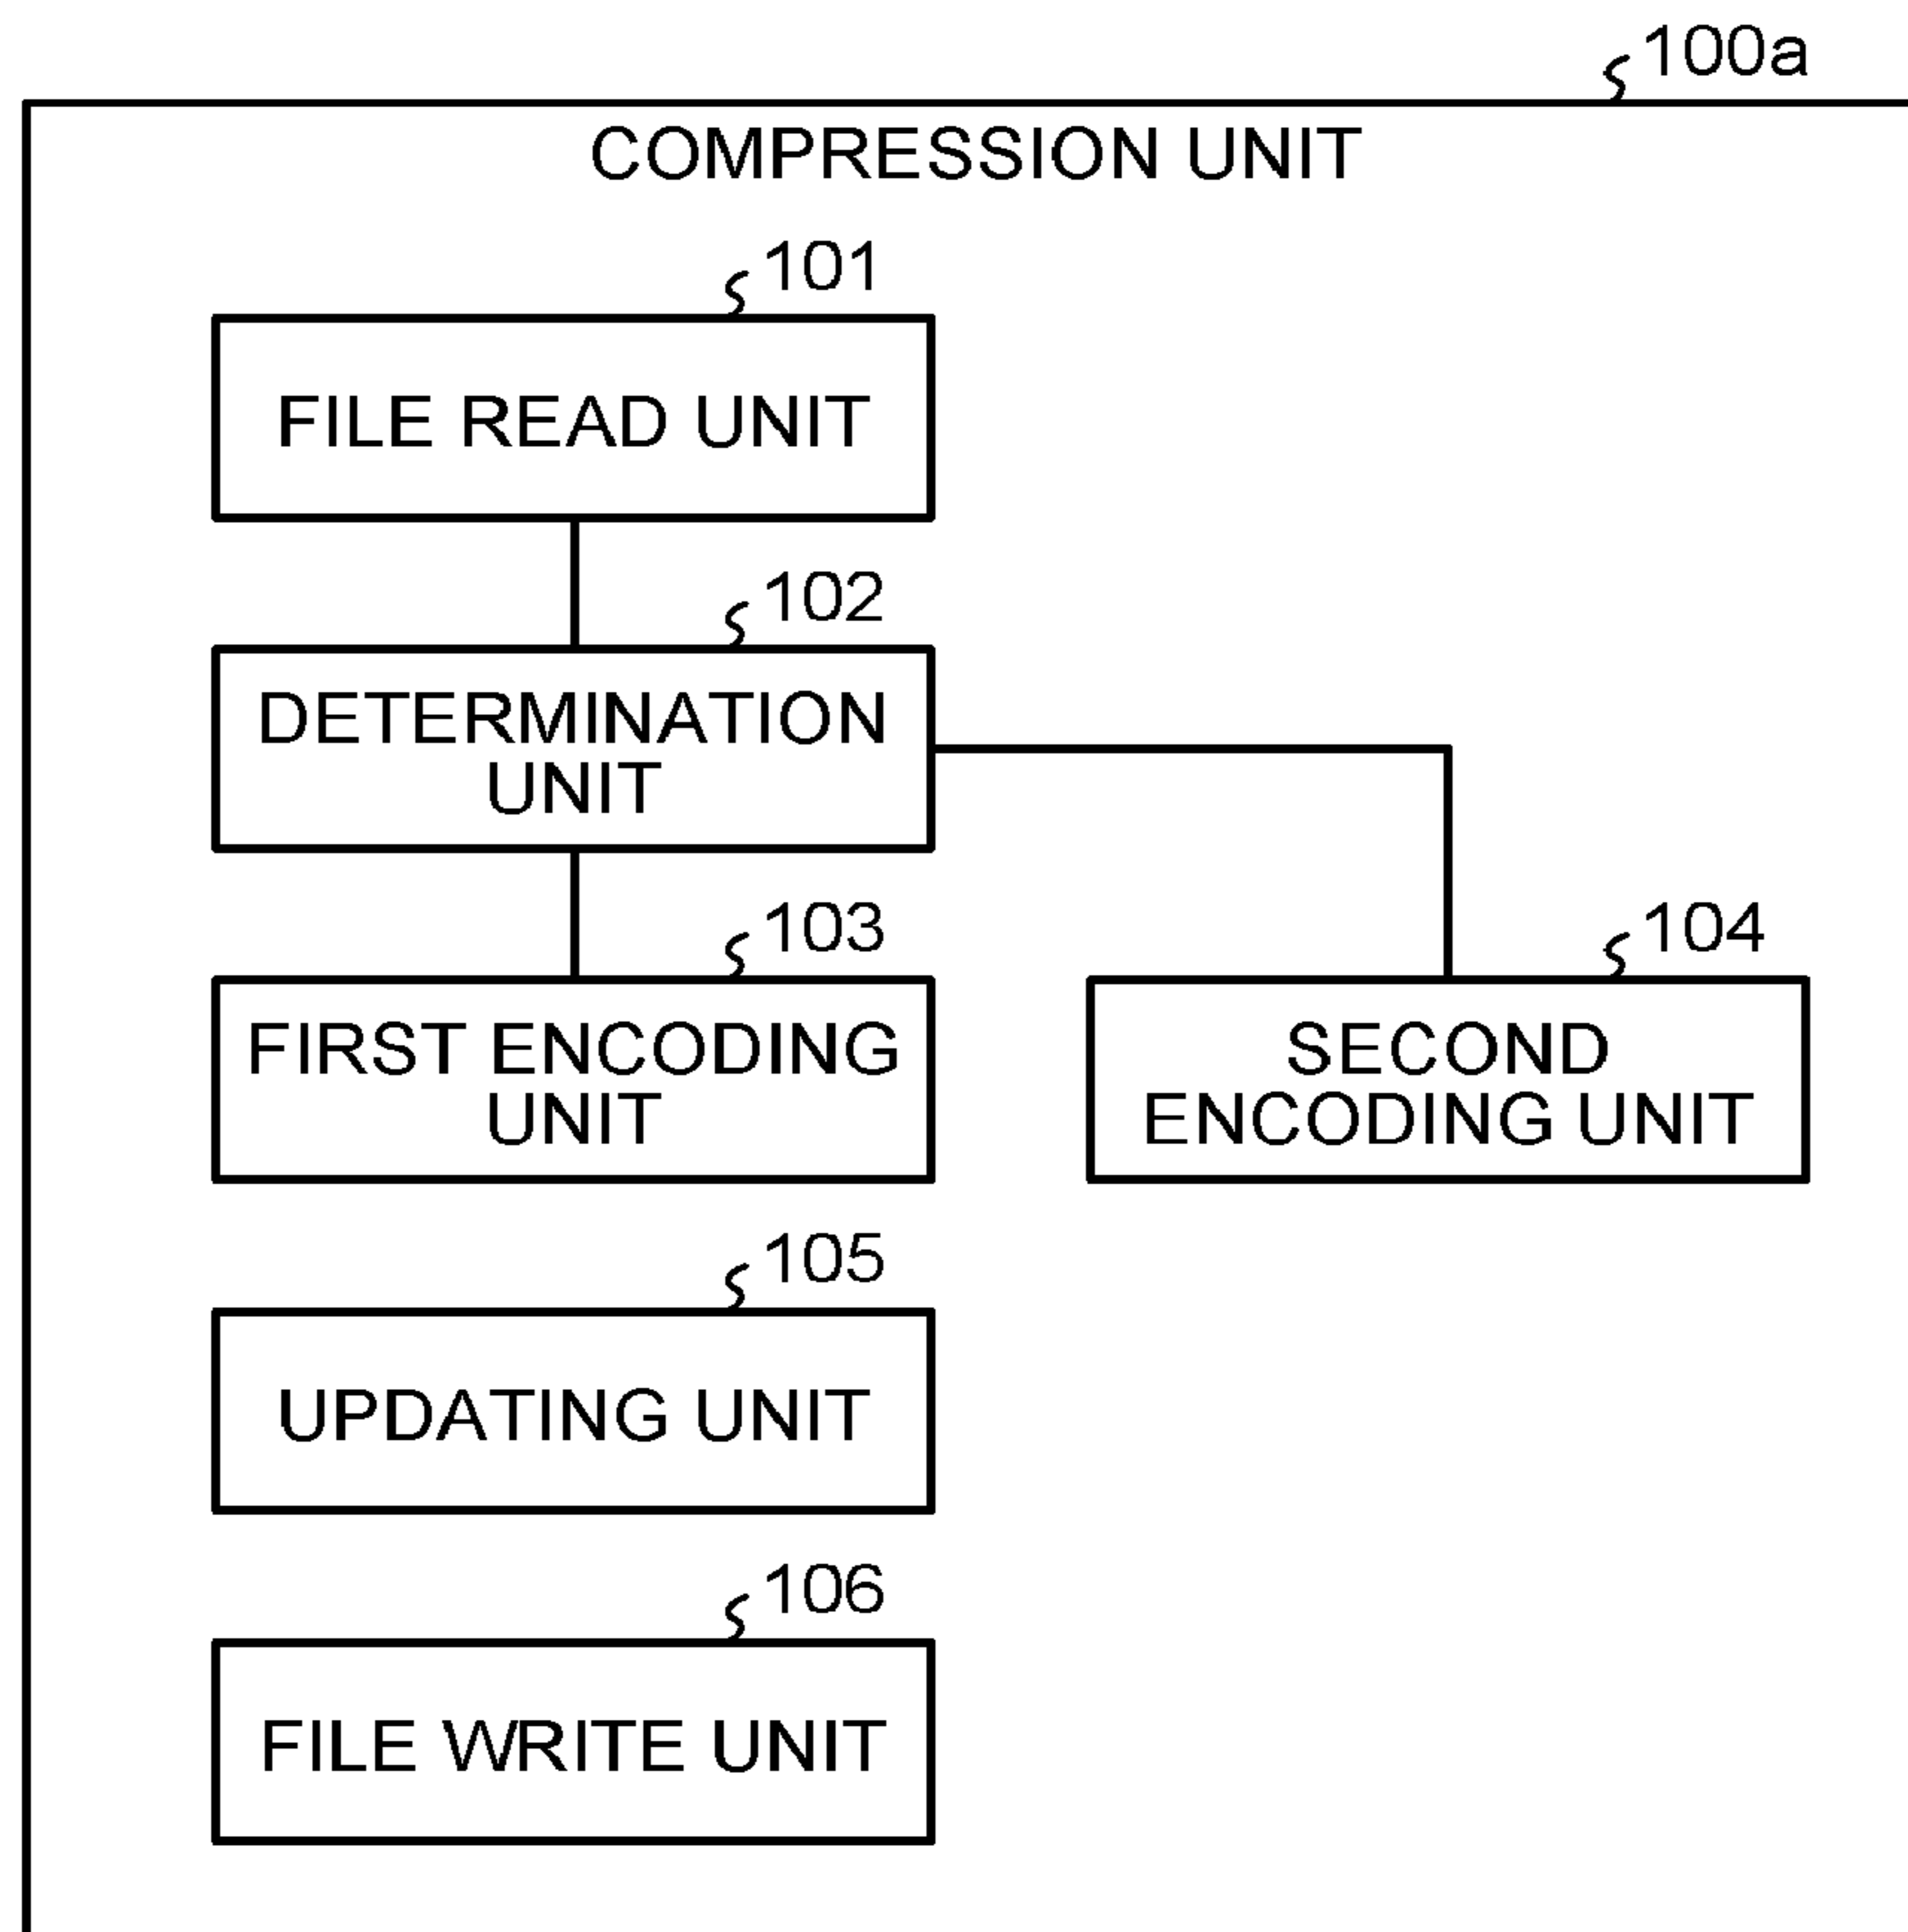 100a
COMPRESSION UNIT
101
FILE READ UNIT
102
DETERMINATION
UNIT
103
FIRST ENCODING
UNIT
104
SECOND
ENCODING UNIT
105
UPDATING UNIT
106
FILE WRITE UNIT